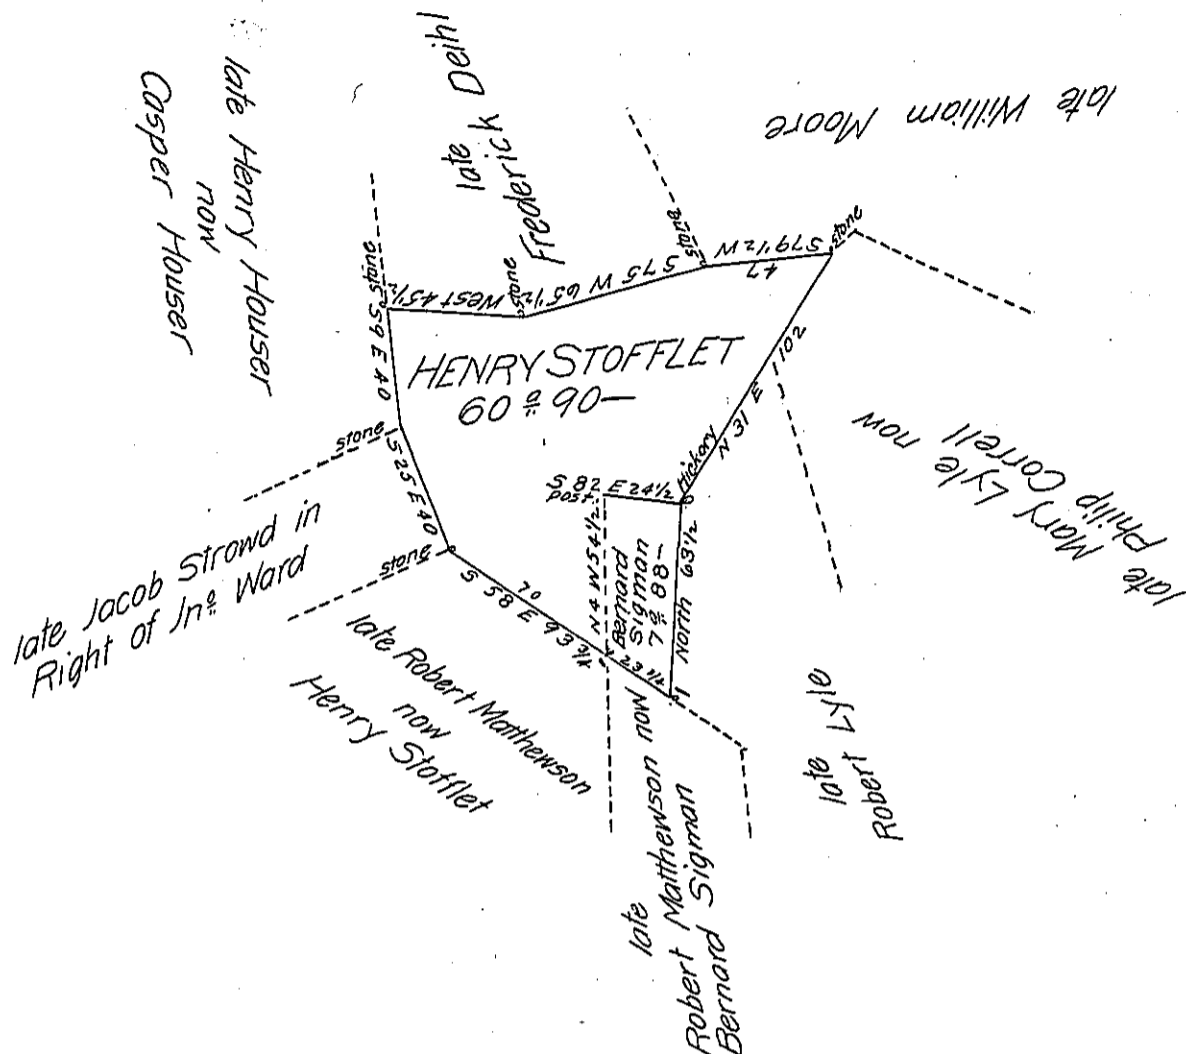 late Henry Houser
now
Casper Houser
late
Frederick Deihl
late William Moore
stone
stone
stone
stone
West 45 1/2
S 75 W 65 1/2
S 79 1/2 W
47
S 5 9 E 40
HENRY STOFFLET
60 a 90—
102
N 31 E
Hickory
late Mary Lyle now
Philip Correll
stone
S 25 E 40
S 82 E 24 1/2
post
N 4 W 54 1/2
Bernard
Sigman
7 a 88—
North 63 1/2
late Jacob Strowd in
Right of Jno Ward
stone
70
S 58 E 93 3/4
23 3/4
late Robert Matthewson
now
Henry Stofflet
late
Robert Lyle
late
Robert Matthewson now
Bernard Sigman